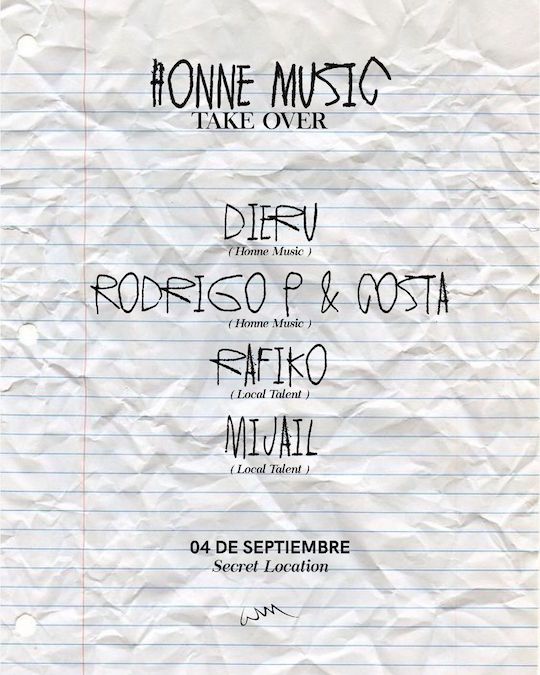 HONNE MUSIC
TAKE OVER
DIERU
( Honne Music )
RODRIGO P & COSTA
( Honne Music )
RAFIKO
( Local Talent )
MIJAIL
( Local Talent )
04 DE SEPTIEMBRE
Secret Location